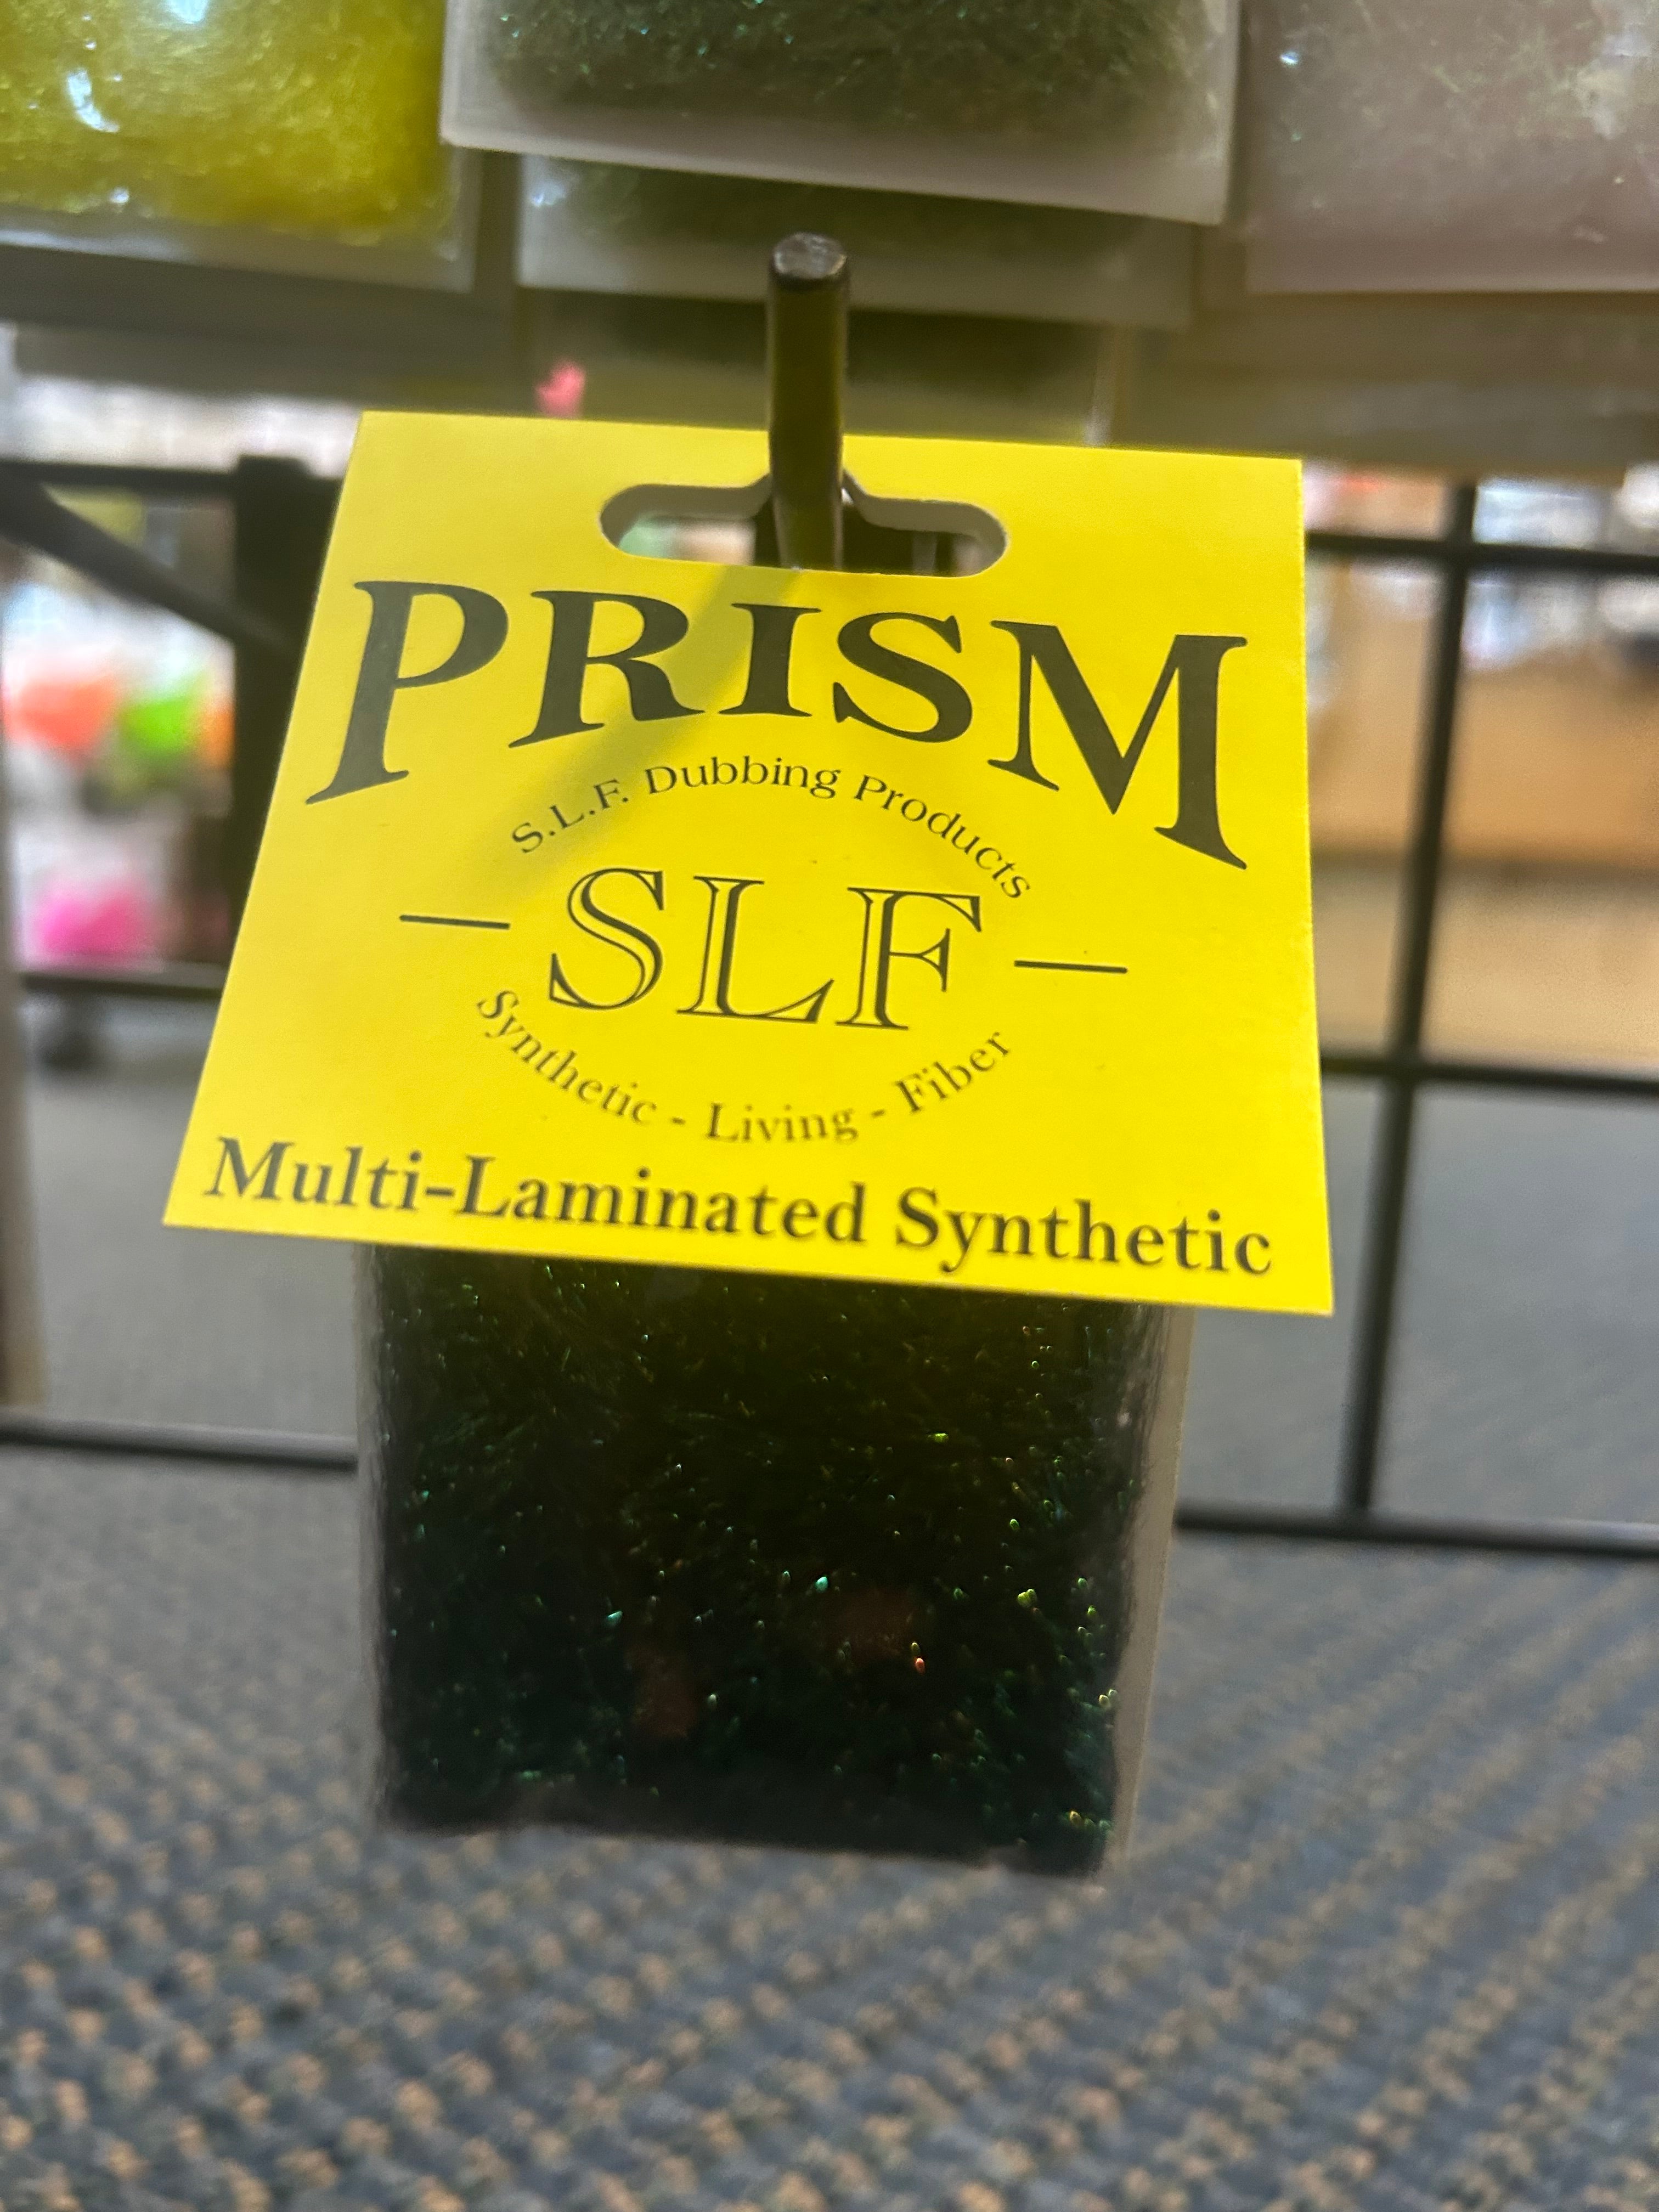 PRISM
S.L.F. Dubbing Products
- SLF -
Synthetic - Living - Fiber
Multi-Laminated Synthetic